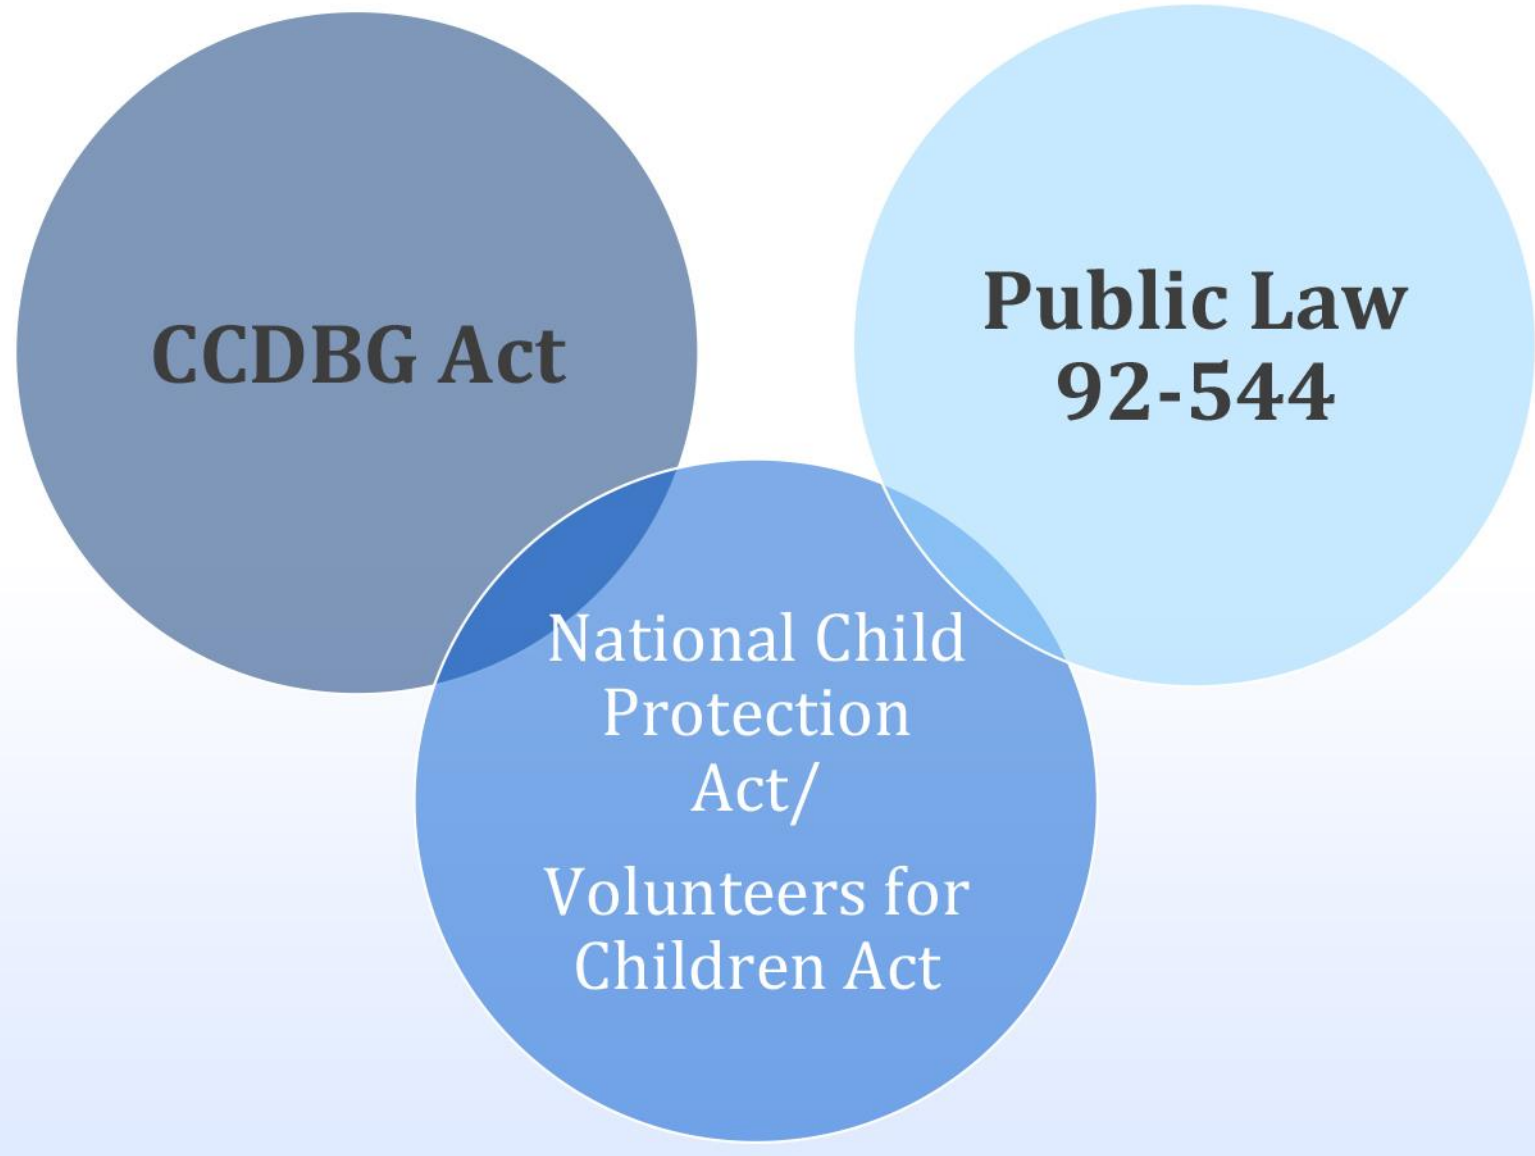 CCDBG Act
Public Law
92-544
National Child
Protection
Act/
Volunteers for
Children Act